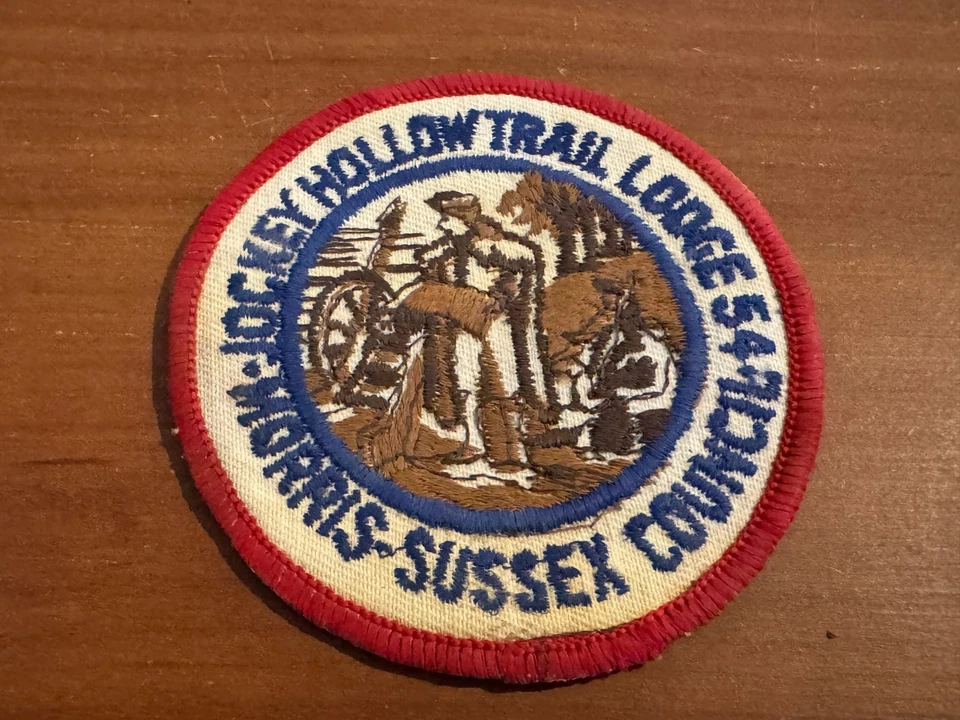 JOCKEY HOLLOW TRAIL LODGE 54
MORRIS-SUSSEX COUNCIL